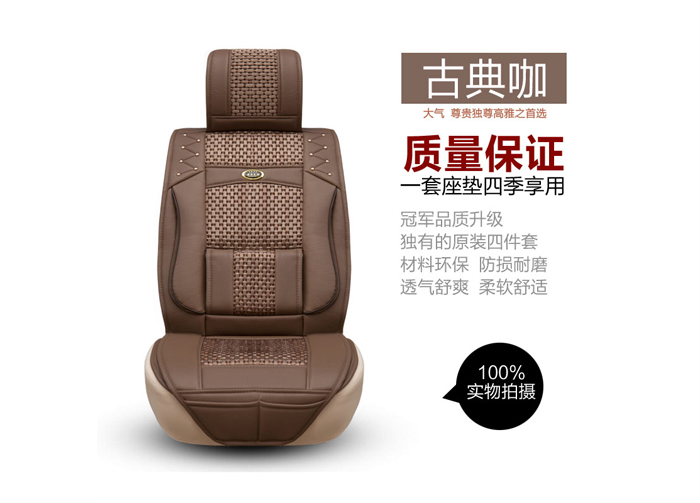 古典咖
大气 尊贵独尊高雅之首选
质量保证
一套座垫四季享用
冠军品质升级
独有的原装四件套
材料环保 防损耐磨
透气舒爽 柔软舒适
100%
实物拍摄